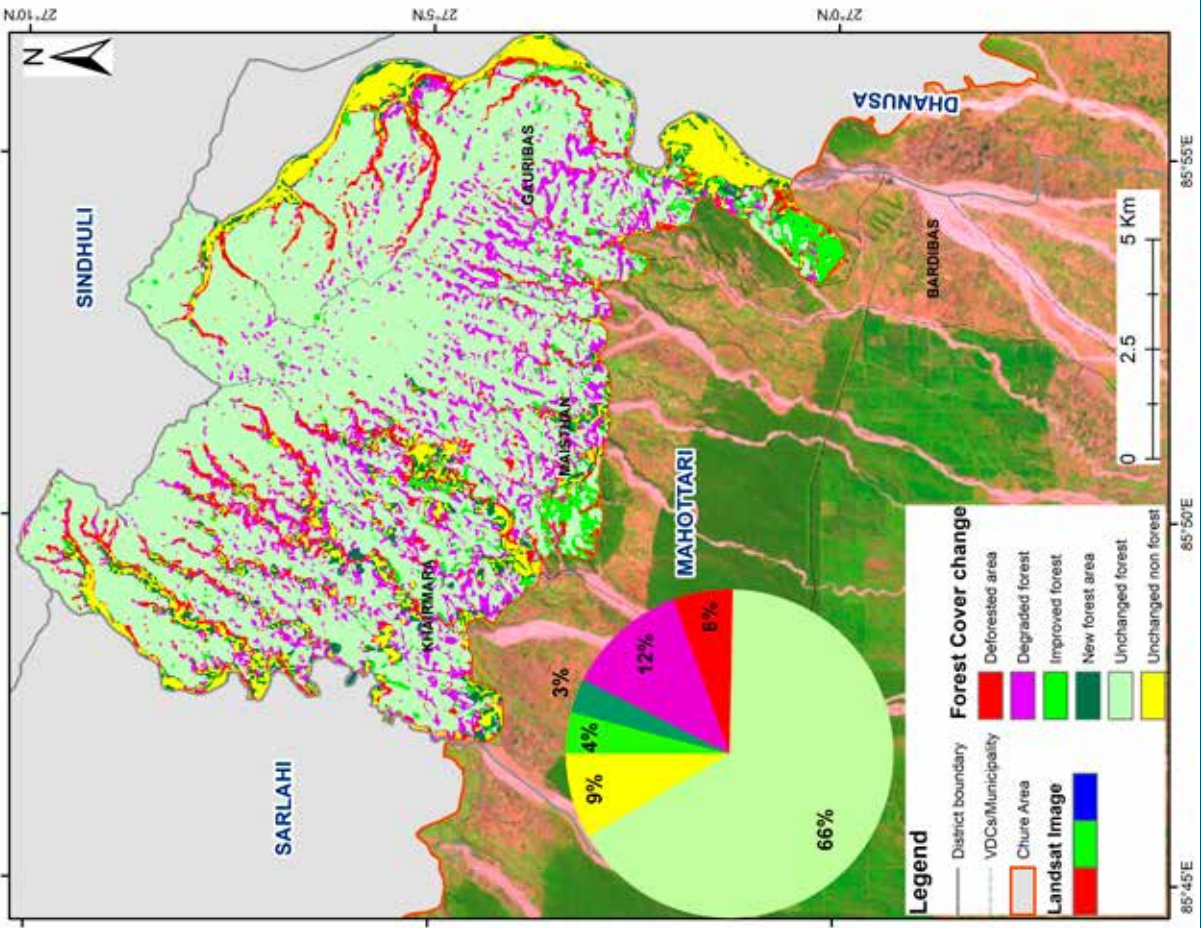 27°10'N
27°5'N
27°0'N
N
SINDHULI
SARLAHI
DHANUSA
GAURIBAS
MAISTHAN
KHAIRMARA
BARDIBAS
MAHOTTARI
9%
4%
3%
12%
6%
66%
0 2.5 5 Km
Legend
District boundary
VDCs/Municipality
Chure Area
Landsat Image
Forest Cover change
Deforested area
Degraded forest
Improved forest
New forest area
Unchanged forest
Unchanged non forest
85°45'E
85°50'E
85°55'E